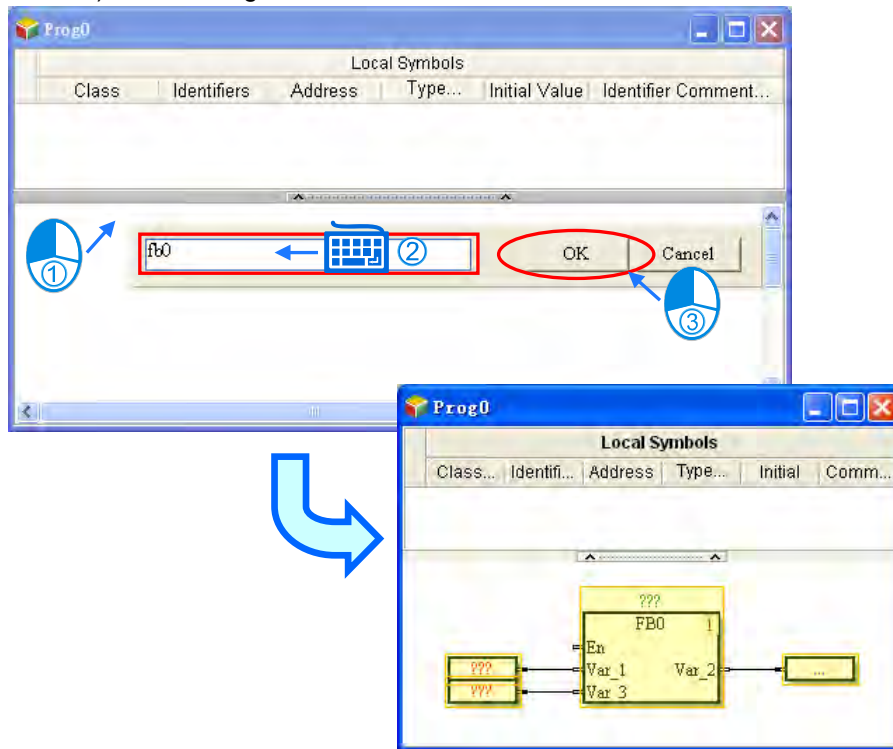 Prog0
Local Symbols
Class Identifiers Address Type... Initial Value Identifier Comment...
① fb0 ② OK Cancel
③
Prog0
Local Symbols
Class... Identifi... Address Type... Initial Comm...
???
FB0 1
En
??? Var_1 Var_2 ...
??? Var_3